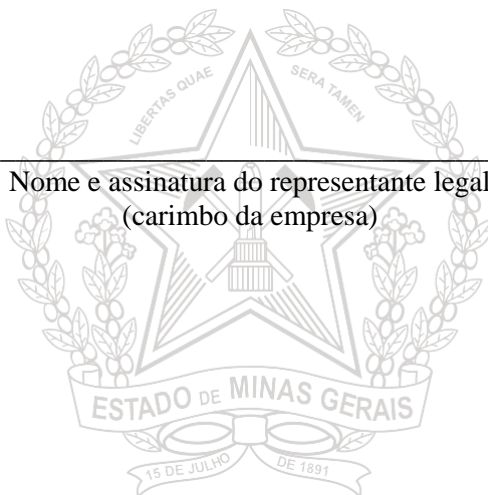 LIBERTAS QUAE SERA TAMEN
Nome e assinatura do representante legal
(carimbo da empresa)
ESTADO DE MINAS GERAIS
15 DE JULHO DE 1891